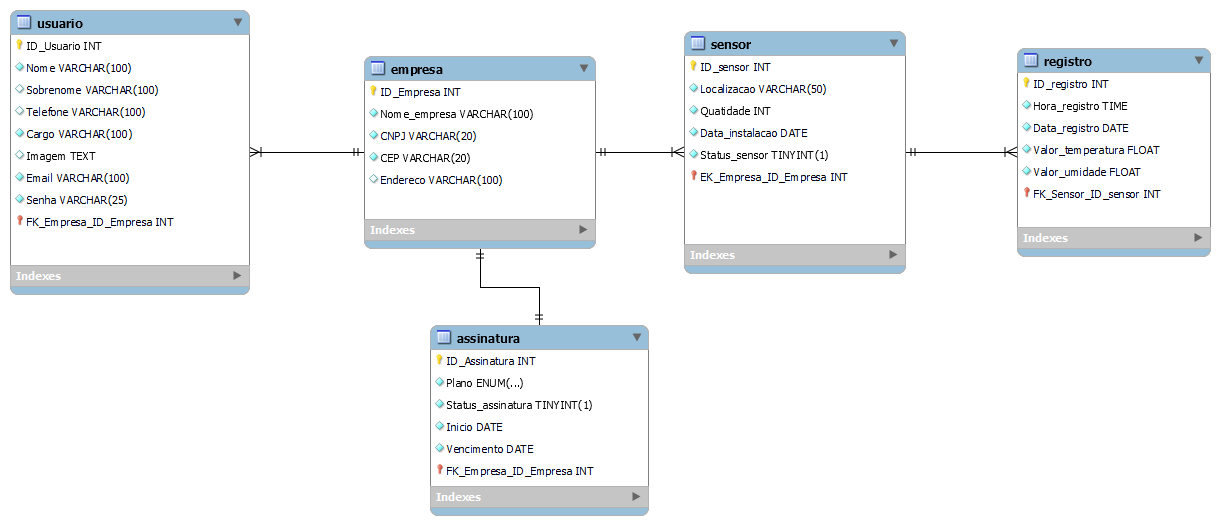 usuario
ID_Usuario INT
Nome VARCHAR(100)
Sobrenome VARCHAR(100)
Telefone VARCHAR(100)
Cargo VARCHAR(100)
Imagem TEXT
Email VARCHAR(100)
Senha VARCHAR(25)
FK_Empresa_ID_Empresa INT
Indexes
empresa
ID_Empresa INT
Nome_empresa VARCHAR(100)
CNPJ VARCHAR(20)
CEP VARCHAR(20)
Endereco VARCHAR(100)
Indexes
sensor
ID_sensor INT
Localizacao VARCHAR(50)
Quatidade INT
Data_instalacao DATE
Status_sensor TINYINT(1)
EK_Empresa_ID_Empresa INT
Indexes
registro
ID_registro INT
Hora_registro TIME
Data_registro DATE
Valor_temperatura FLOAT
Valor_umidade FLOAT
FK_Sensor_ID_sensor INT
Indexes
assinatura
ID_Assinatura INT
Plano ENUM(...)
Status_assinatura TINYINT(1)
Inicio DATE
Vencimento DATE
FK_Empresa_ID_Empresa INT
Indexes